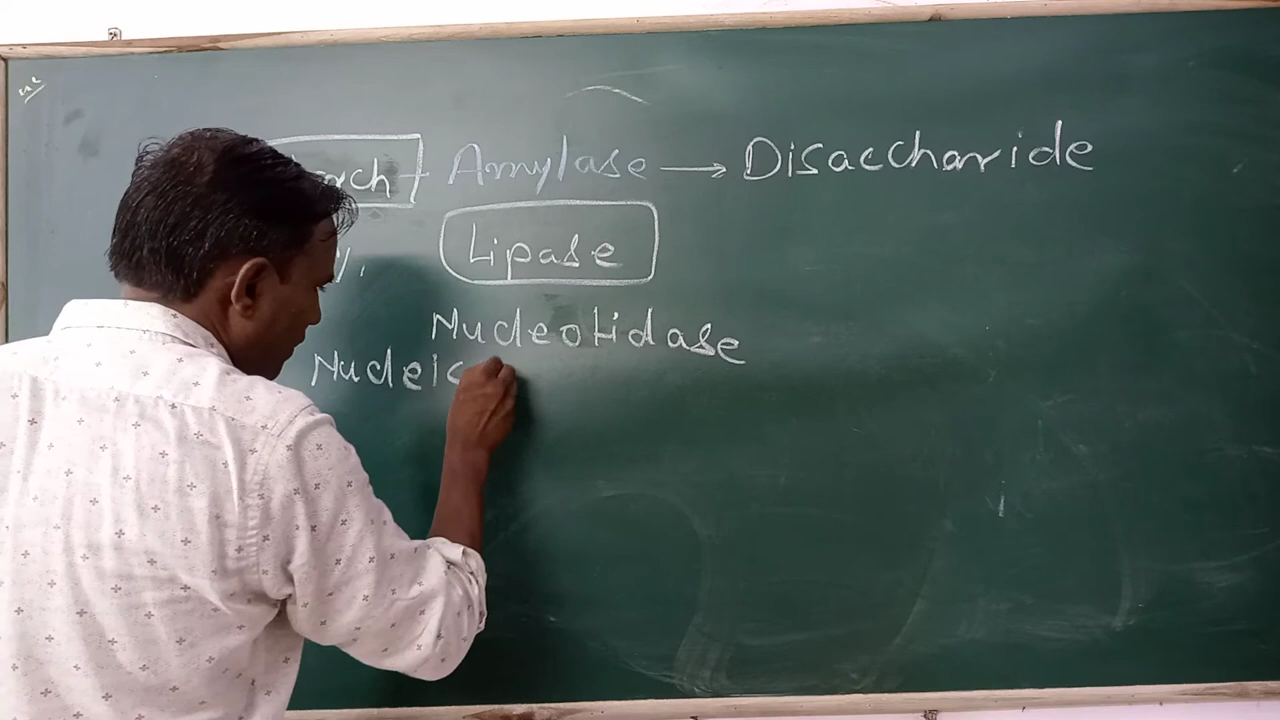 Amylase → Disaccharide
Lipase
Nucleotidase
Nucleic